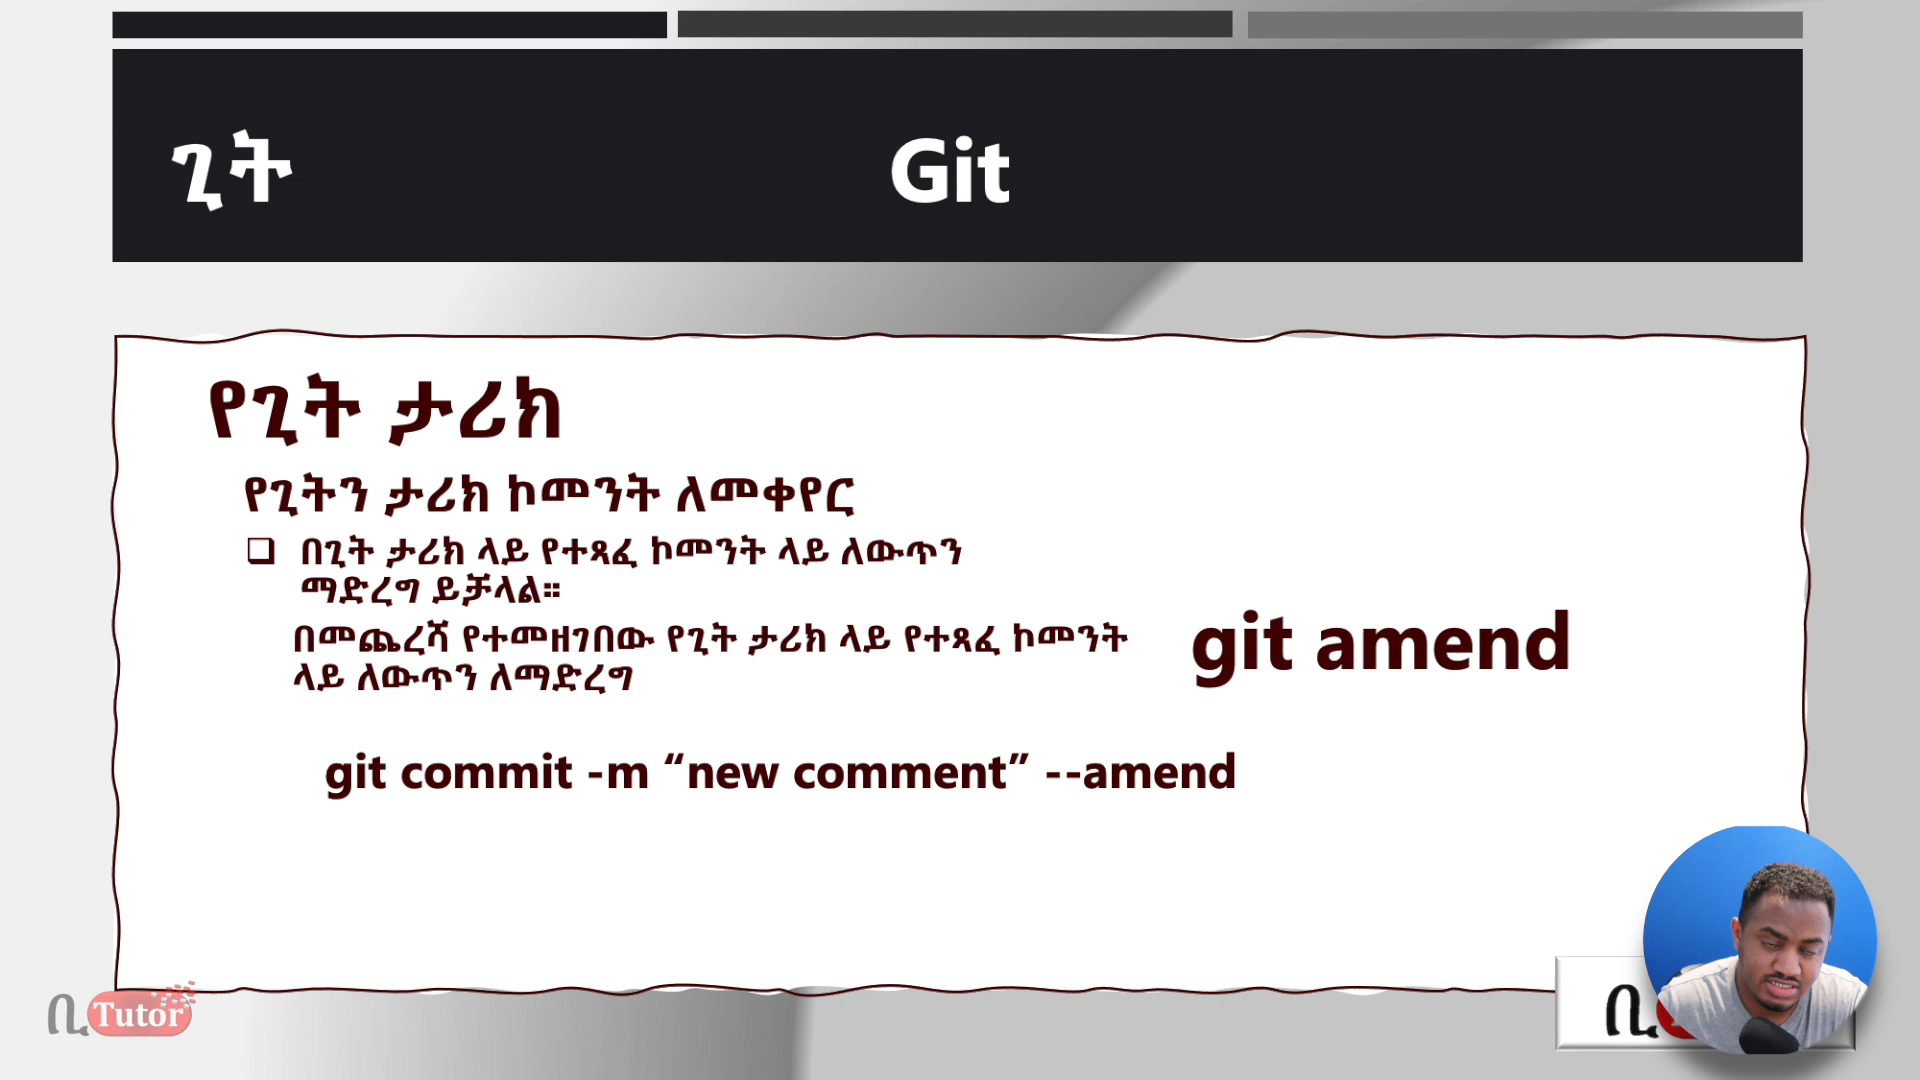 ጊት
Git
የጊት ታሪክ
የጊትን ታሪክ ኮመንት ለመቀየር
❑ በጊት ታሪክ ላይ የተጻፈ ኮመንት ላይ ለውጥን
ማድረግ ይቻላል።
በመጨረሻ የተመዘገበው የጊት ታሪክ ላይ የተጻፈ ኮመንት
ላይ ለውጥን ለማድረግ
git amend
git commit -m “new comment” --amend
ቢ Tutor
ቢ